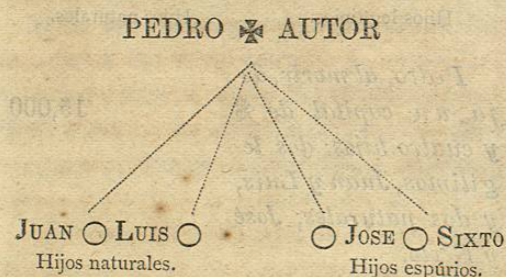 PEDRO ✠ AUTOR
JUAN ○ LUIS ○ ○ JOSE ○ SIXTO
Hijos naturales. Hijos espúrios.